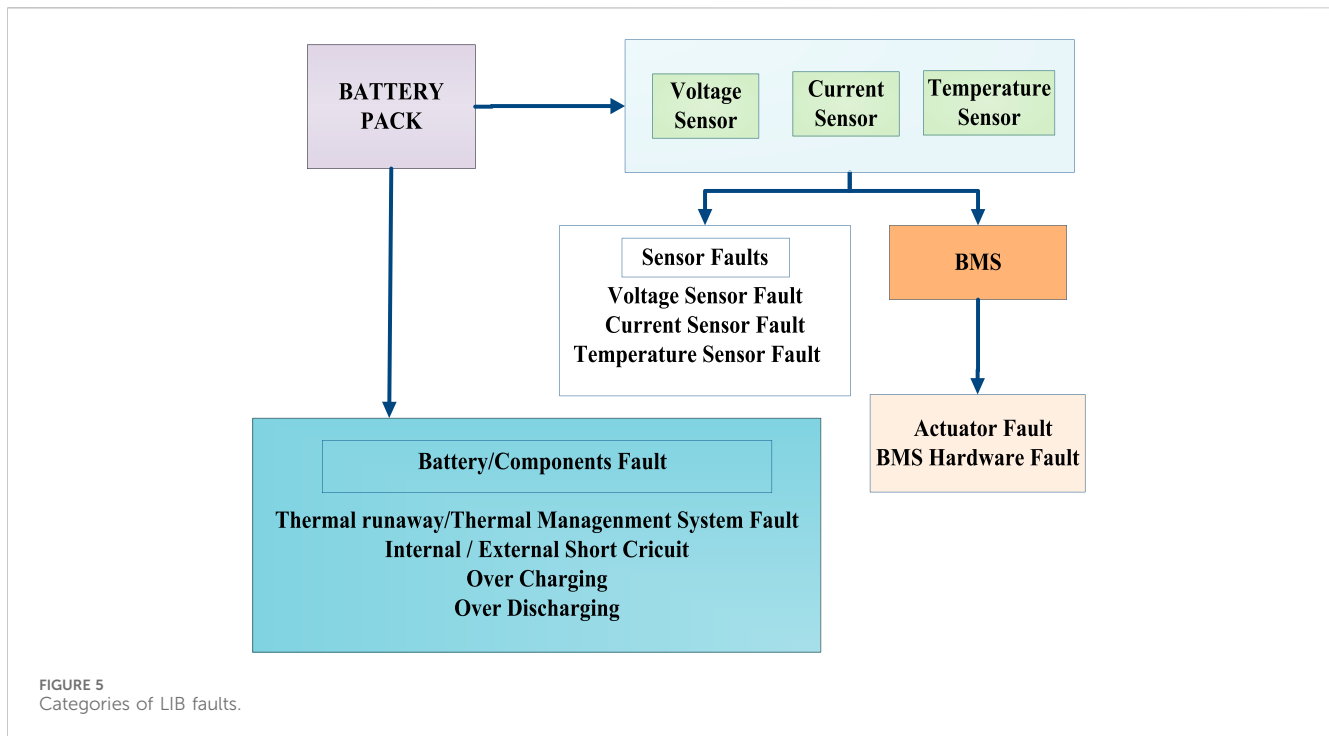 BATTERY
PACK
Voltage
Sensor
Current
Sensor
Temperature
Sensor
Sensor Faults
Voltage Sensor Fault
Current Sensor Fault
Temperature Sensor Fault
BMS
Actuator Fault
BMS Hardware Fault
Battery/Components Fault
Thermal runaway/Thermal Managenment System Fault
Internal / External Short Cricuit
Over Charging
Over Discharging
FIGURE 5
Categories of LIB faults.